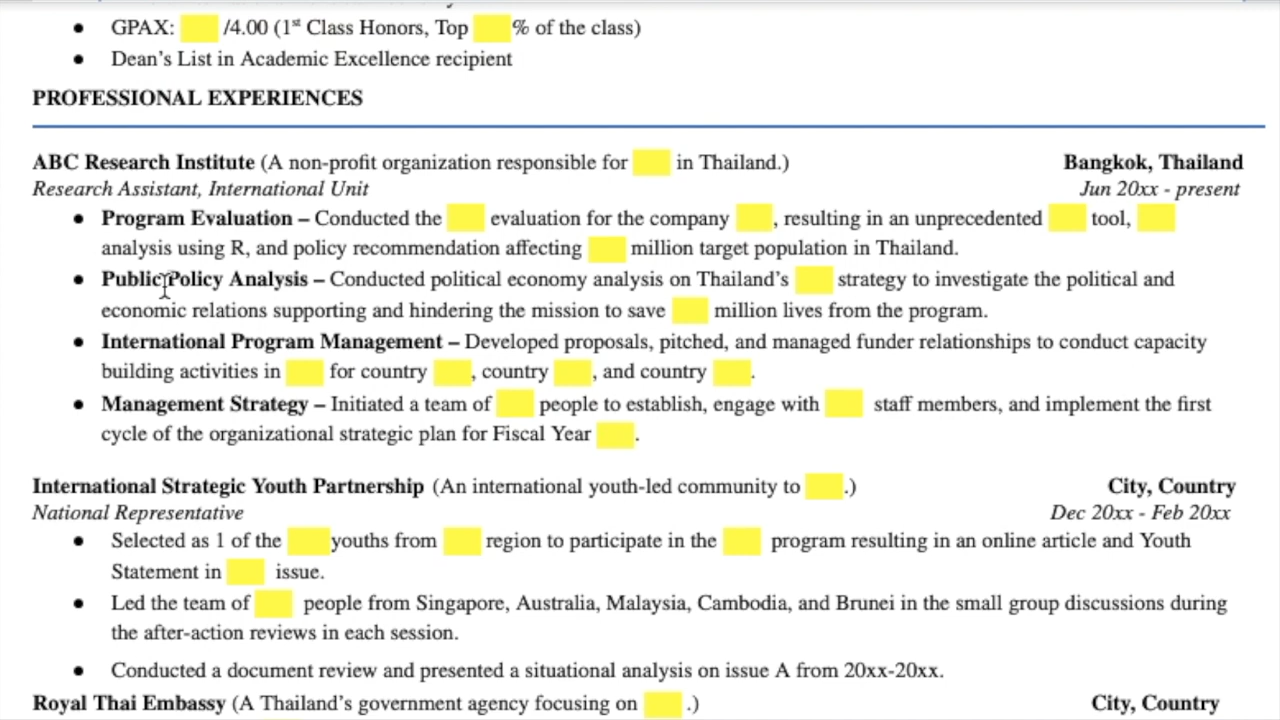 GPAX: /4.00 (1st Class Honors, Top % of the class)
Dean's List in Academic Excellence recipient
PROFESSIONAL EXPERIENCES
ABC Research Institute (A non-profit organization responsible for in Thailand.) Bangkok, Thailand
Research Assistant, International Unit Jun 20xx - present
Program Evaluation – Conducted the evaluation for the company , resulting in an unprecedented tool,
analysis using R, and policy recommendation affecting million target population in Thailand.
Public Policy Analysis – Conducted political economy analysis on Thailand's strategy to investigate the political and
economic relations supporting and hindering the mission to save million lives from the program.
International Program Management – Developed proposals, pitched, and managed funder relationships to conduct capacity
building activities in for country , country , and country .
Management Strategy – Initiated a team of people to establish, engage with staff members, and implement the first
cycle of the organizational strategic plan for Fiscal Year .
International Strategic Youth Partnership (An international youth-led community to .) City, Country
National Representative Dec 20xx - Feb 20xx
Selected as 1 of the youths from region to participate in the program resulting in an online article and Youth
Statement in issue.
Led the team of people from Singapore, Australia, Malaysia, Cambodia, and Brunei in the small group discussions during
the after-action reviews in each session.
Conducted a document review and presented a situational analysis on issue A from 20xx-20xx.
Royal Thai Embassy (A Thailand's government agency focusing on .) City, Country